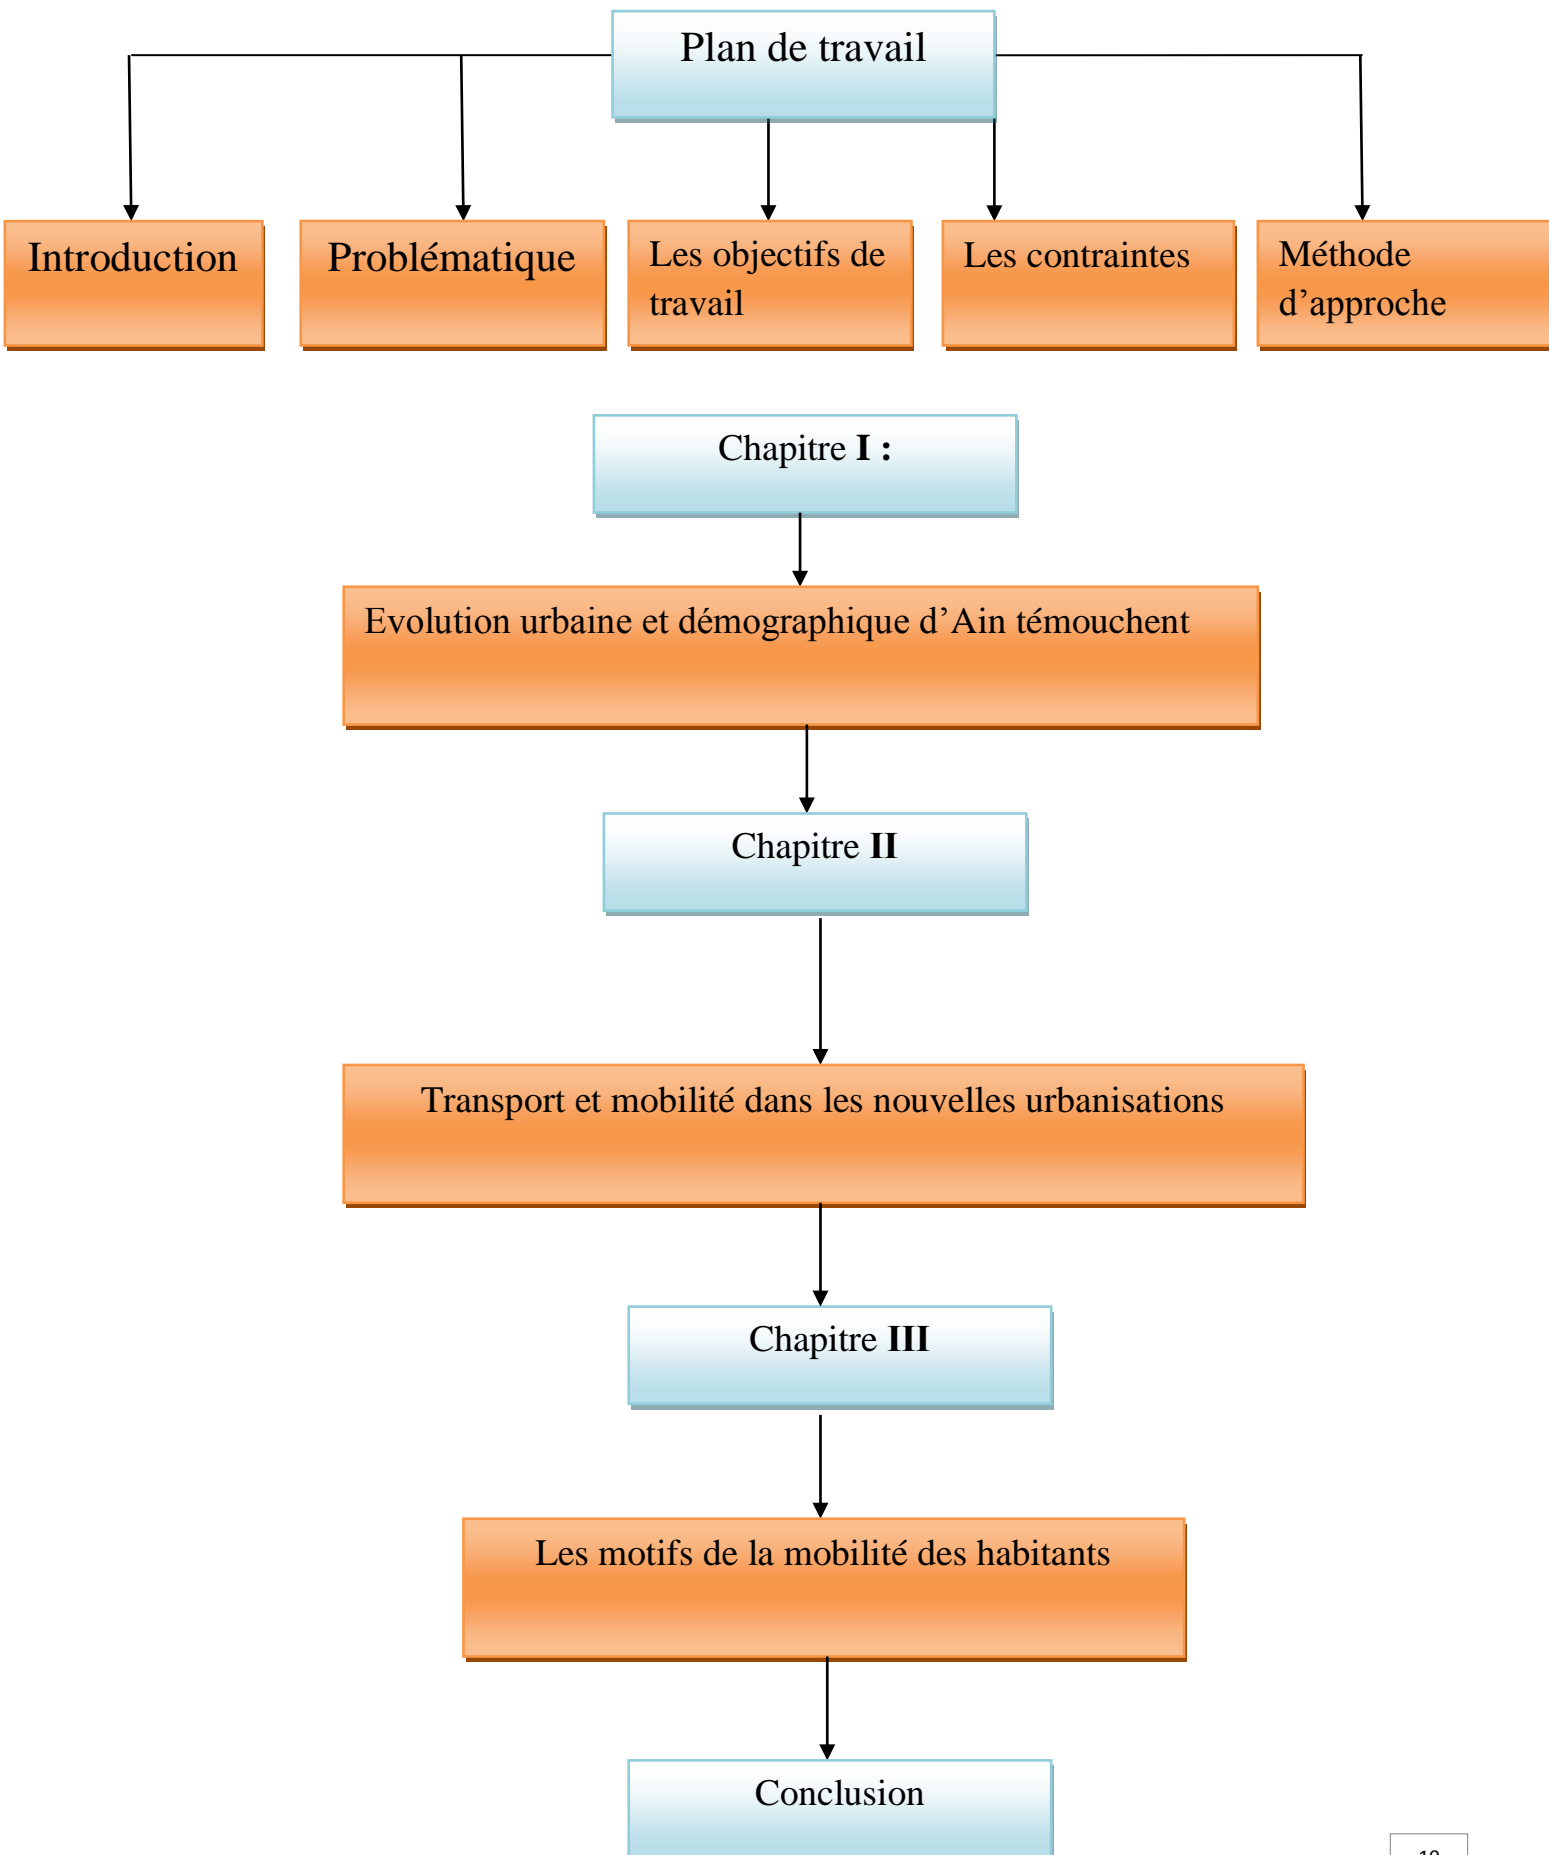 Plan de travail
Introduction
Problématique
Les objectifs de
travail
Les contraintes
Méthode
d’approche
Chapitre I :
Evolution urbaine et démographique d’Ain témouchent
Chapitre II
Transport et mobilité dans les nouvelles urbanisations
Chapitre III
Les motifs de la mobilité des habitants
Conclusion